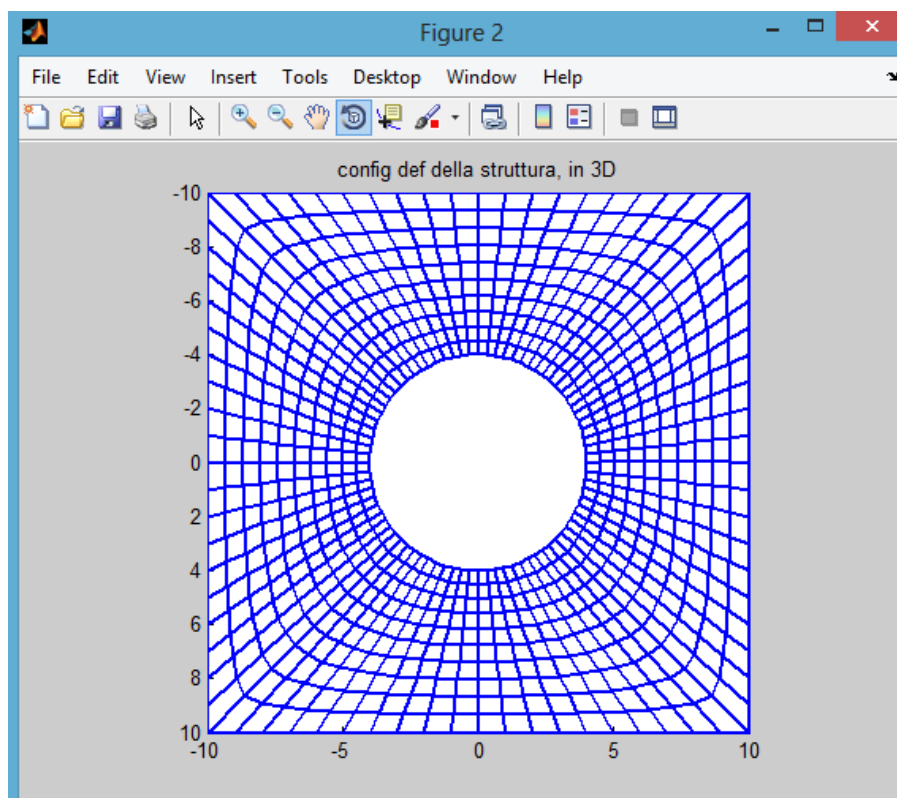 Figure 2
File Edit View Insert Tools Desktop Window Help
config def della struttura, in 3D
-10
-8
-6
-4
-2
0
2
4
6
8
10
-10 -5 0 5 10